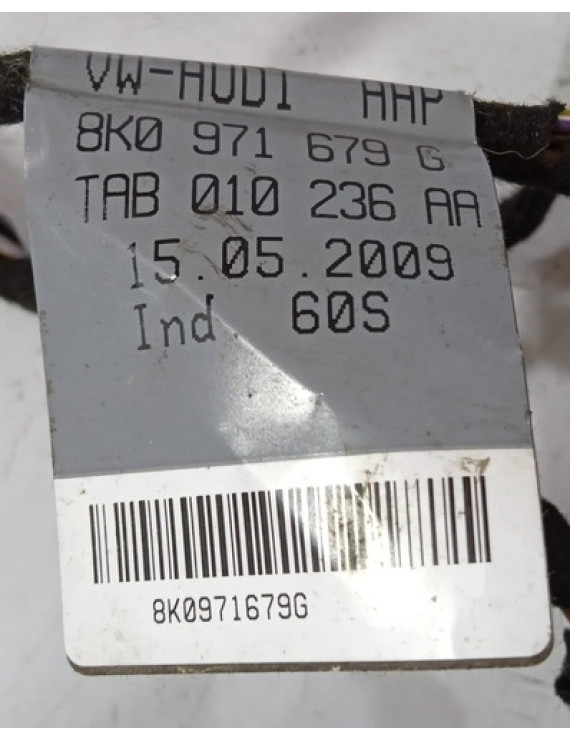 VW-AUDI AHP
8K0 971 679 G
TAB 010 236 AA
15.05.2009
Ind. 60S
8K0971679G